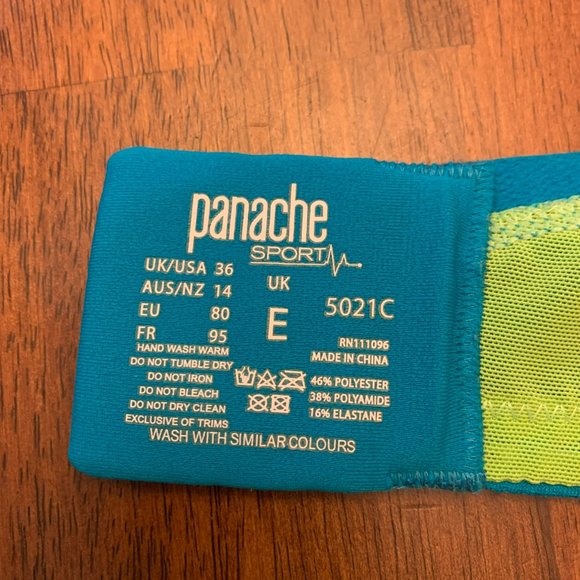 panache
SPORT
UK/USA 36 UK
AUS/NZ 14
EU 80 E 5021C
FR 95
RN111096
MADE IN CHINA
HAND WASH WARM
DO NOT TUMBLE DRY
DO NOT IRON
DO NOT BLEACH
DO NOT DRY CLEAN
EXCLUSIVE OF TRIMS
46% POLYESTER
38% POLYAMIDE
16% ELASTANE
WASH WITH SIMILAR COLOURS